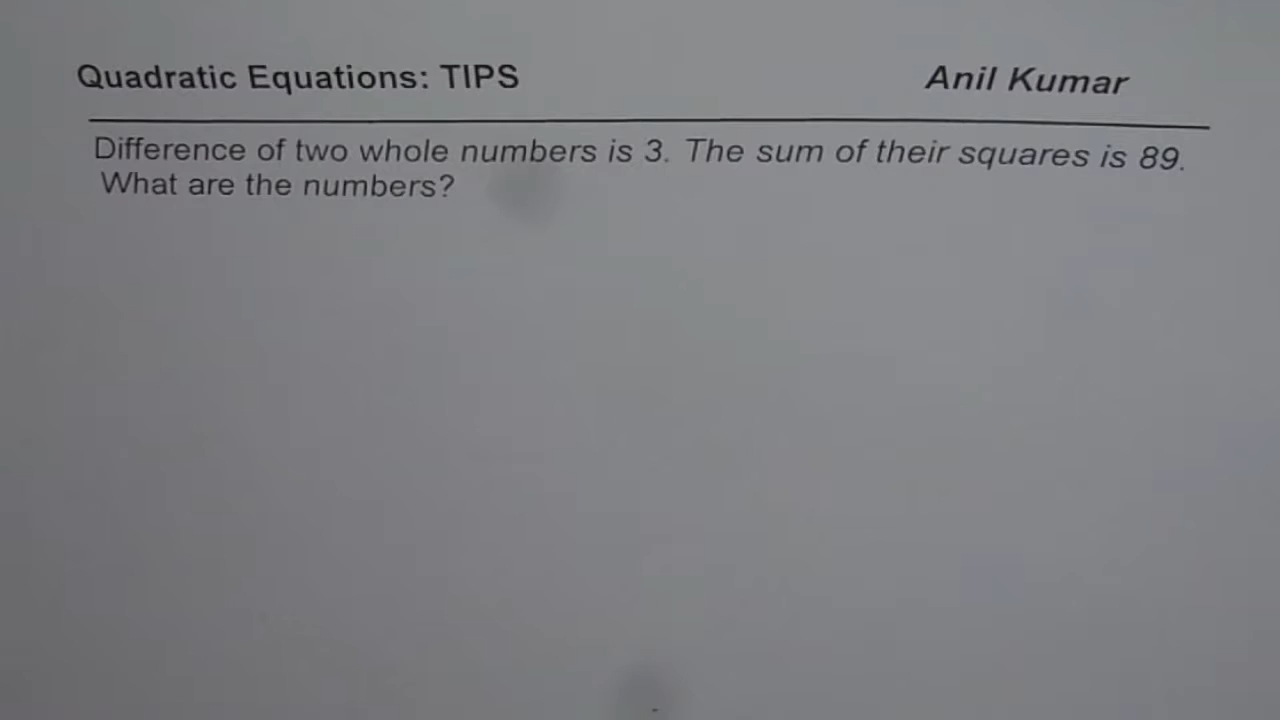 Quadratic Equations: TIPS
Anil Kumar
Difference of two whole numbers is 3. The sum of their squares is 89.
What are the numbers?